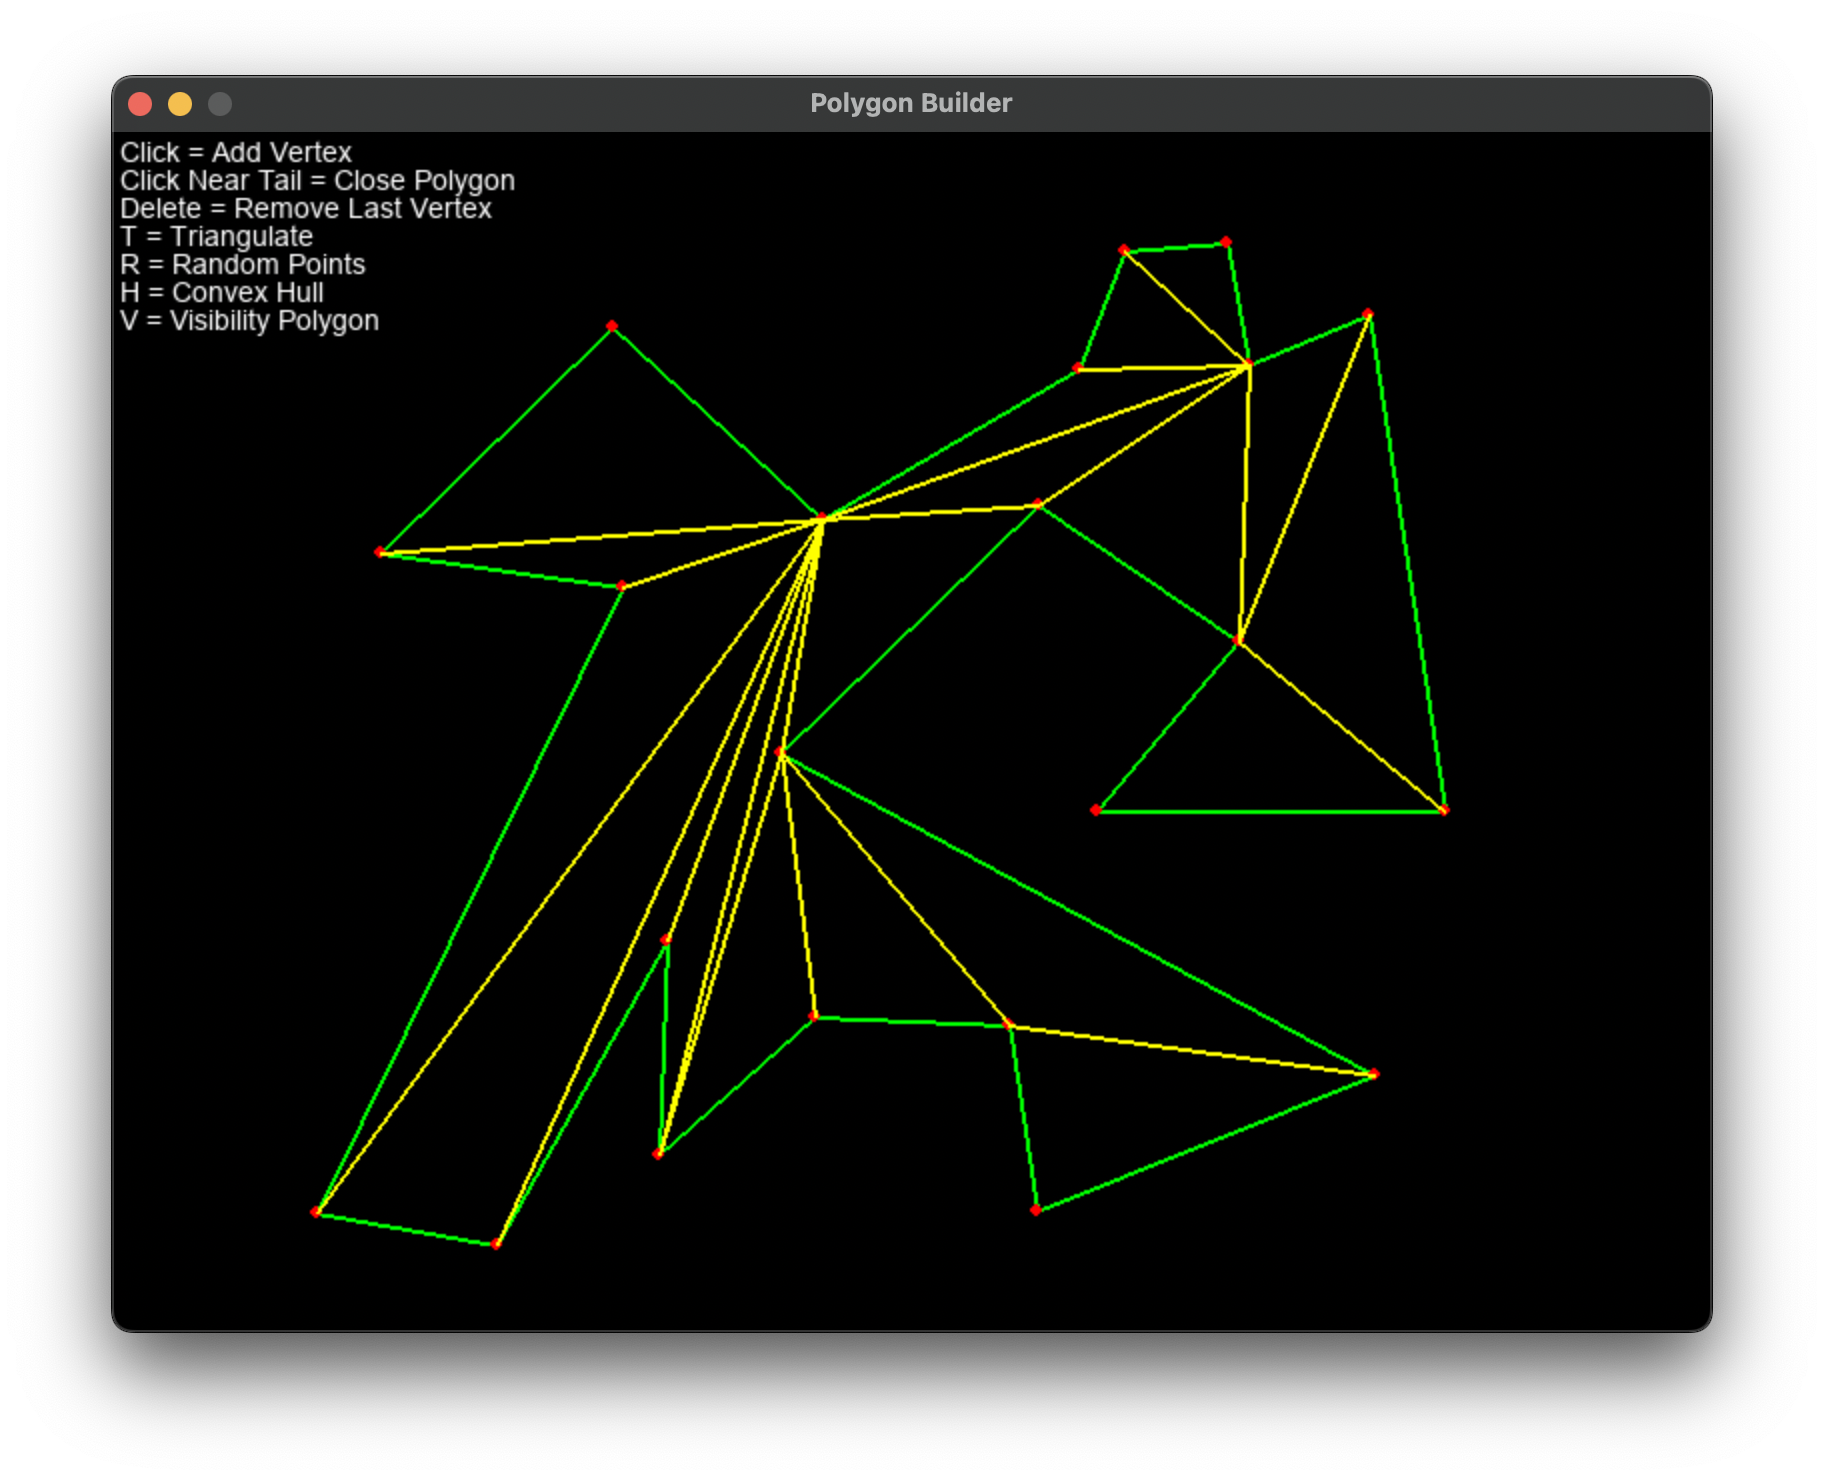 Polygon Builder
Click = Add Vertex
Click Near Tail = Close Polygon
Delete = Remove Last Vertex
T = Triangulate
R = Random Points
H = Convex Hull
V = Visibility Polygon